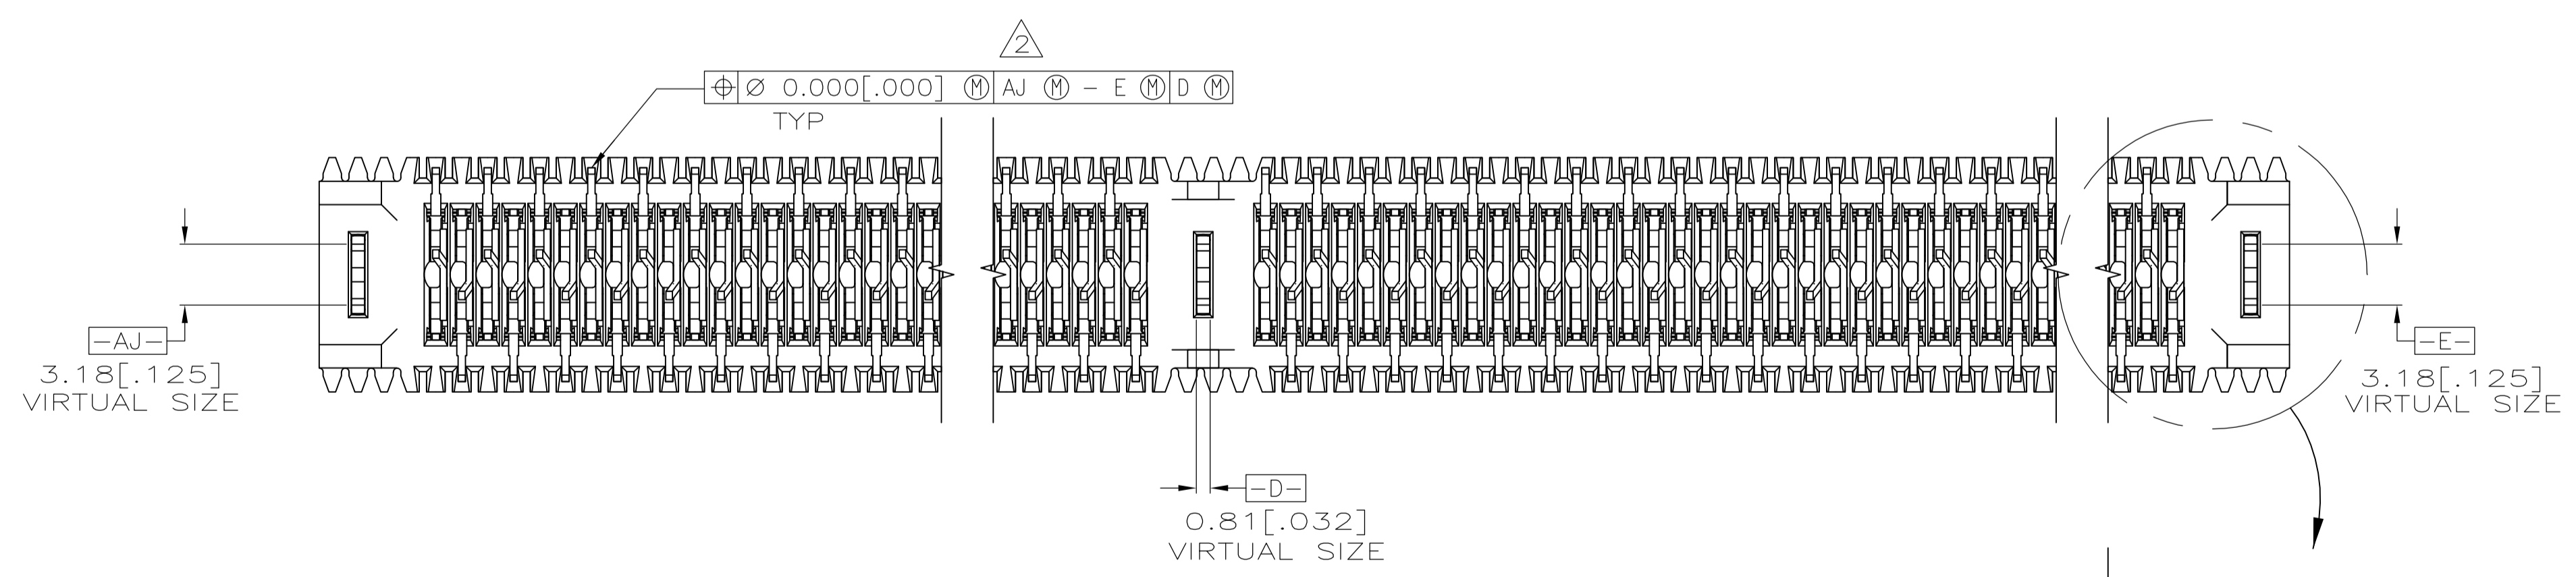 2
⌖ Ø 0.000[.000] Ⓜ AJ Ⓜ - E Ⓜ D Ⓜ
TYP
-AJ-
3.18[.125]
VIRTUAL SIZE
-E-
3.18[.125]
VIRTUAL SIZE
-D-
0.81[.032]
VIRTUAL SIZE